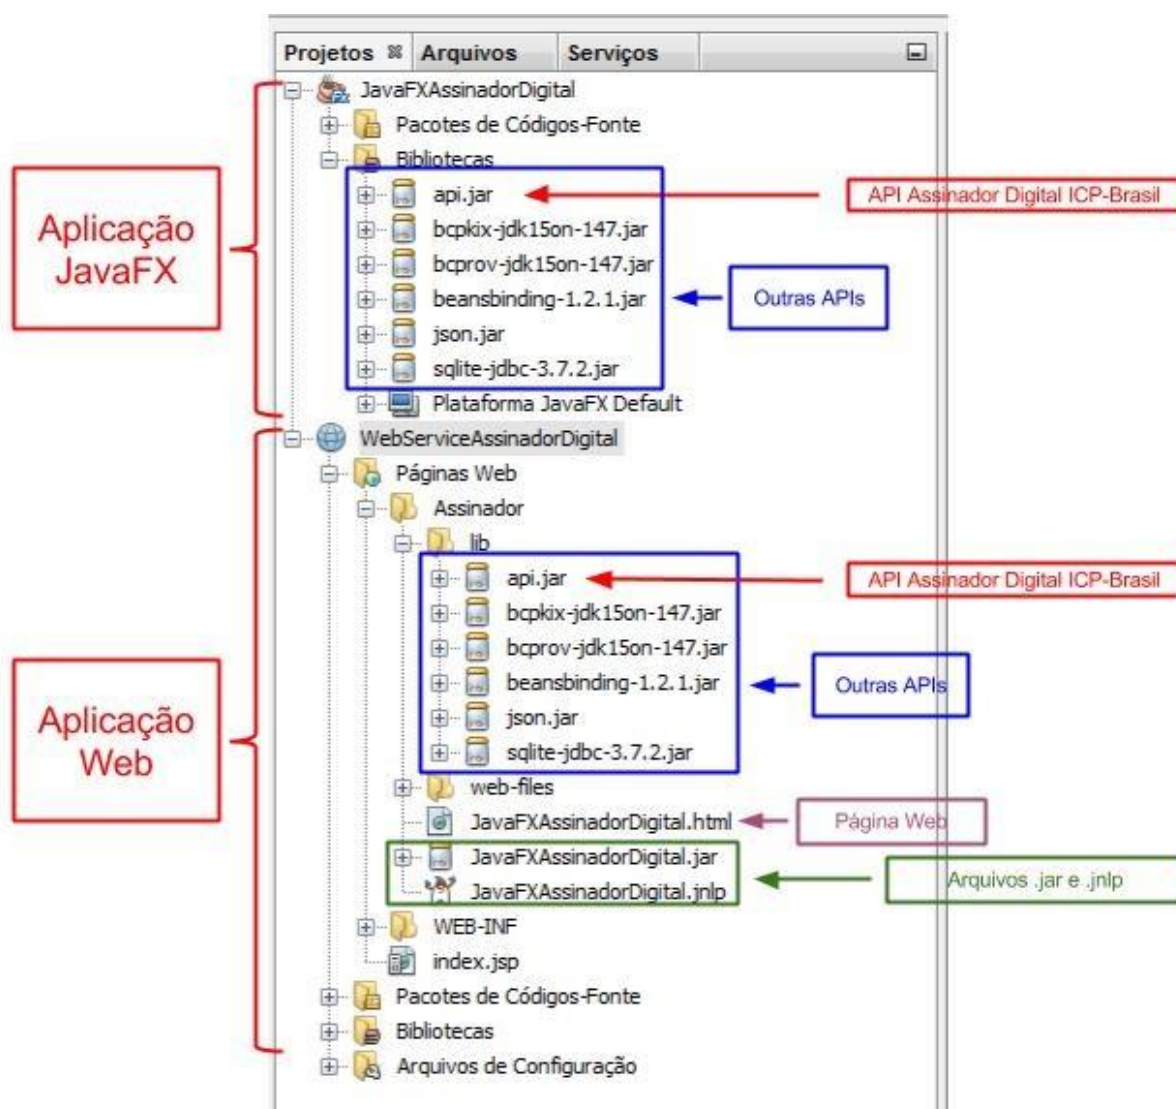 Projetos
Arquivos
Serviços
JavaFXAssinadorDigital
Pacotes de Códigos-Fonte
Bibliotecas
api.jar
API Assinador Digital ICP-Brasil
bcpkix-jdk15on-147.jar
bcprov-jdk15on-147.jar
beansbinding-1.2.1.jar
Outras APIs
json.jar
sqlite-jdbc-3.7.2.jar
Plataforma JavaFX Default
Aplicação
JavaFX
WebServiceAssinadorDigital
Páginas Web
Assinador
lib
api.jar
API Assinador Digital ICP-Brasil
bcpkix-jdk15on-147.jar
bcprov-jdk15on-147.jar
beansbinding-1.2.1.jar
Outras APIs
json.jar
sqlite-jdbc-3.7.2.jar
web-files
JavaFXAssinadorDigital.html
Página Web
JavaFXAssinadorDigital.jar
JavaFXAssinadorDigital.jnlp
Arquivos .jar e .jnlp
WEB-INF
index.jsp
Pacotes de Códigos-Fonte
Bibliotecas
Arquivos de Configuração
Aplicação
Web